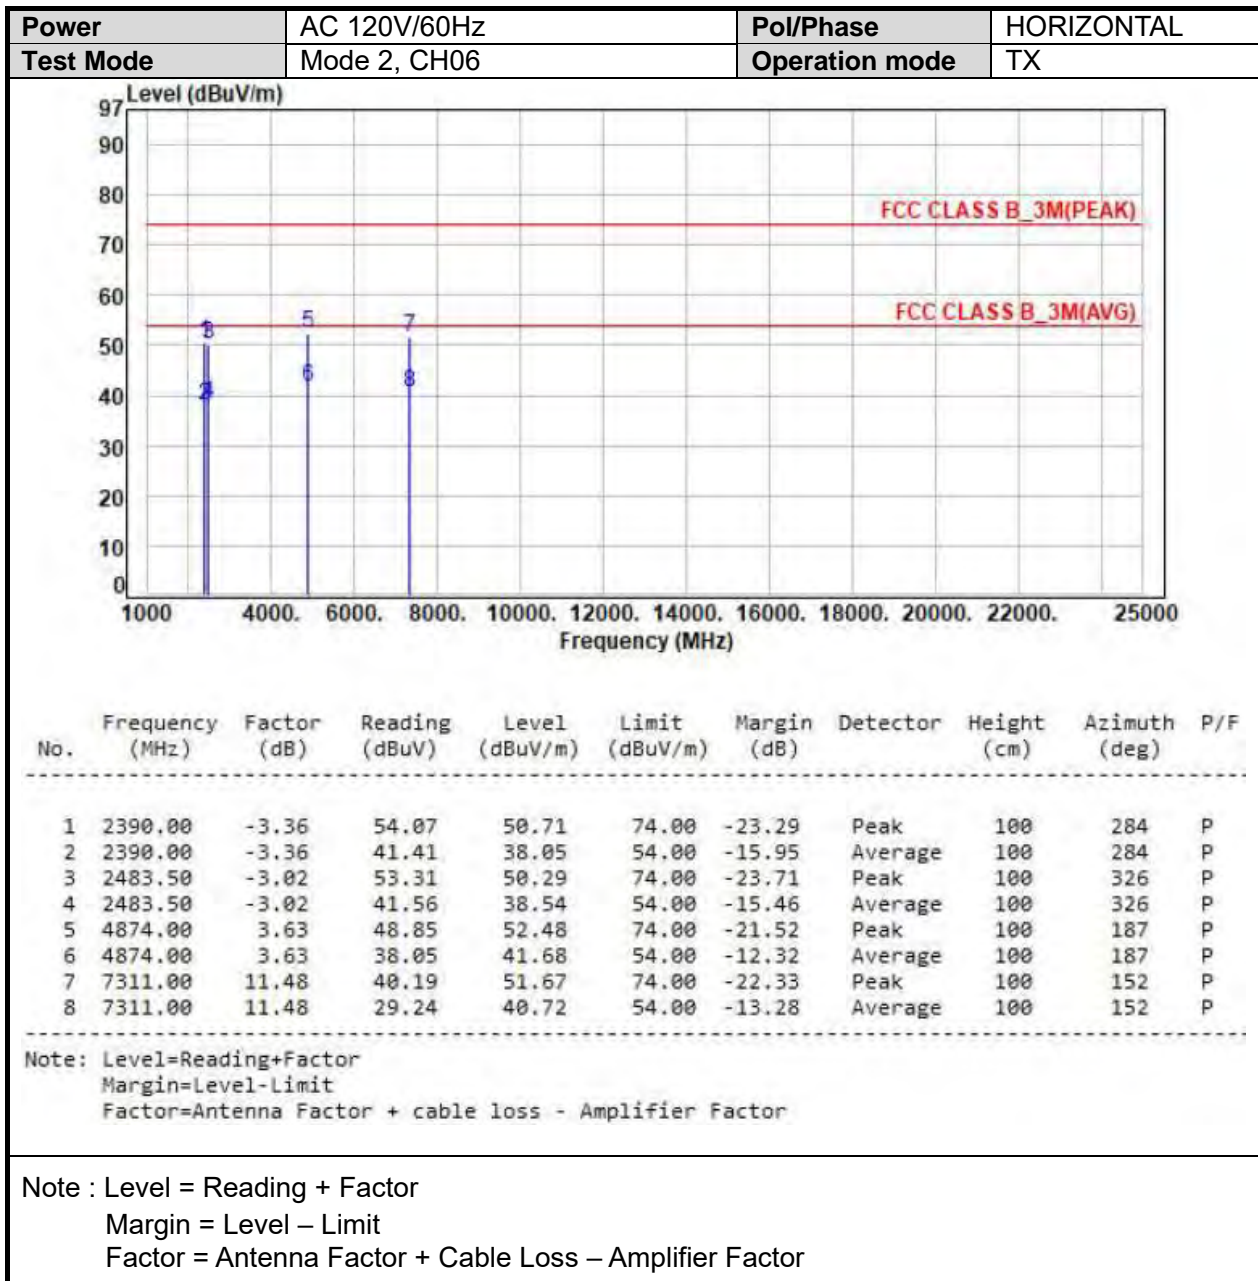 Power AC 120V/60Hz Pol/Phase HORIZONTAL
Test Mode Mode 2, CH06 Operation mode TX
Level (dBuV/m)
97
90
80
FCC CLASS B_3M(PEAK)
70
60
FCC CLASS B_3M(AVG)
5 7
3
50
6 8
40
2
30
20
10
0
1000 4000. 6000. 8000. 10000. 12000. 14000. 16000. 18000. 20000. 22000. 25000
Frequency (MHz)
Frequency Factor Reading Level Limit Margin Detector Height Azimuth P/F
No. (MHz) (dB) (dBuV) (dBuV/m) (dBuV/m) (dB) (cm) (deg)
--------------------------------------------------------------------------------
1 2390.00 -3.36 54.07 50.71 74.00 -23.29 Peak 100 284 P
2 2390.00 -3.36 41.41 38.05 54.00 -15.95 Average 100 284 P
3 2483.50 -3.02 53.31 50.29 74.00 -23.71 Peak 100 326 P
4 2483.50 -3.02 41.56 38.54 54.00 -15.46 Average 100 326 P
5 4874.00 3.63 48.85 52.48 74.00 -21.52 Peak 100 187 P
6 4874.00 3.63 38.05 41.68 54.00 -12.32 Average 100 187 P
7 7311.00 11.48 40.19 51.67 74.00 -22.33 Peak 100 152 P
8 7311.00 11.48 29.24 40.72 54.00 -13.28 Average 100 152 P
--------------------------------------------------------------------------------
Note: Level=Reading+Factor
Margin=Level-Limit
Factor=Antenna Factor + cable loss - Amplifier Factor
Note : Level = Reading + Factor
Margin = Level – Limit
Factor = Antenna Factor + Cable Loss – Amplifier Factor